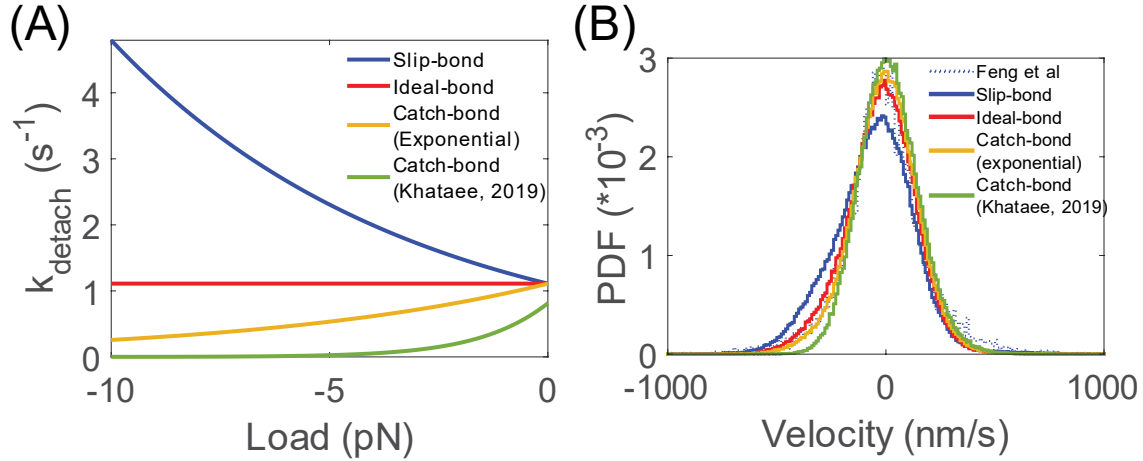 (A)
k_detach (s^-1)
4
3
2
1
0
-10
-5
0
Load (pN)
Slip-bond
Ideal-bond
Catch-bond
(Exponential)
Catch-bond
(Khataee, 2019)
(B)
PDF (*10^-3)
3
2
1
0
-1000
0
1000
Velocity (nm/s)
Feng et al
Slip-bond
Ideal-bond
Catch-bond
(exponential)
Catch-bond
(Khataee, 2019)